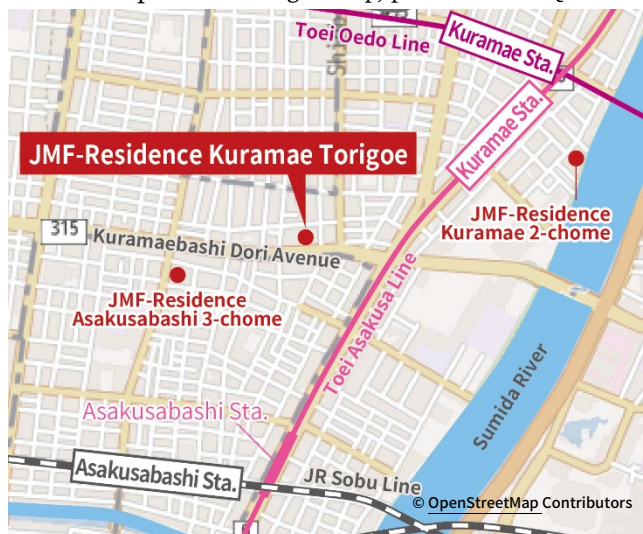 Toei Oedo Line
Kuramae Sta.
Kuramae Sta.
JMF-Residence Kuramae Torigoe
JMF-Residence
Kuramae 2-chome
315
Kuramaebashi Dori Avenue
JMF-Residence
Asakusabashi 3-chome
Toei Asakusa Line
Sumida River
Asakusabashi Sta.
Asakusabashi Sta.
JR Sobu Line
© OpenStreetMap Contributors